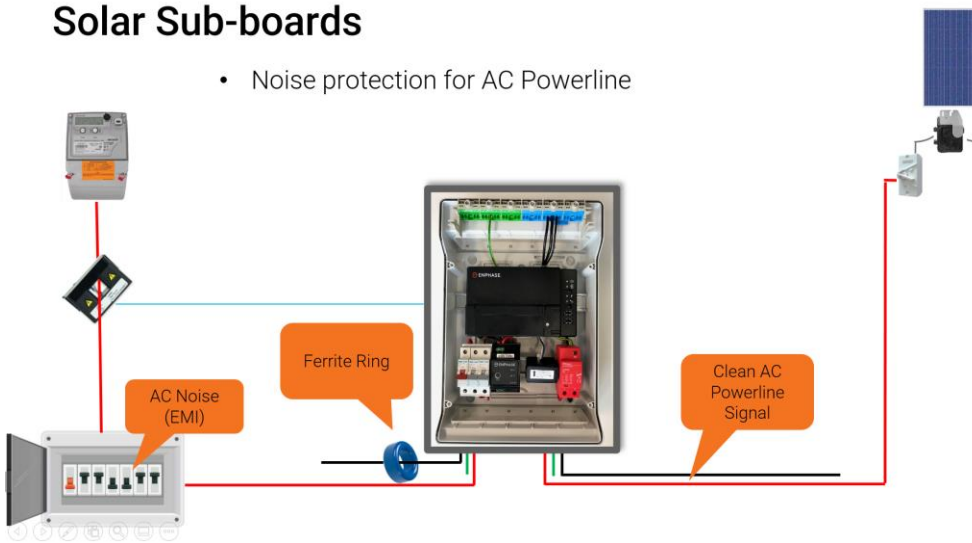 Solar Sub-boards
• Noise protection for AC Powerline
ENPHASE
Ferrite Ring
AC Noise
(EMI)
Clean AC
Powerline
Signal